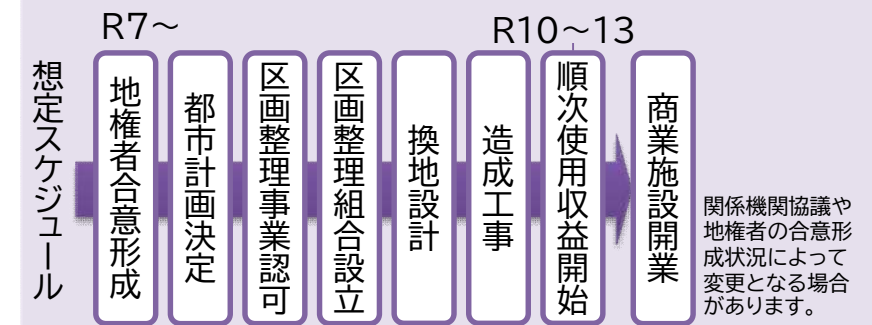 R7～
R10～13
想定スケジュール
地権者合意形成
都市計画決定
区画整理事業認可
区画整理組合設立
換地設計
造成工事
順次使用収益開始
商業施設開業
関係機関協議や
地権者の合意形
成状況によって
変更となる場合
があります。